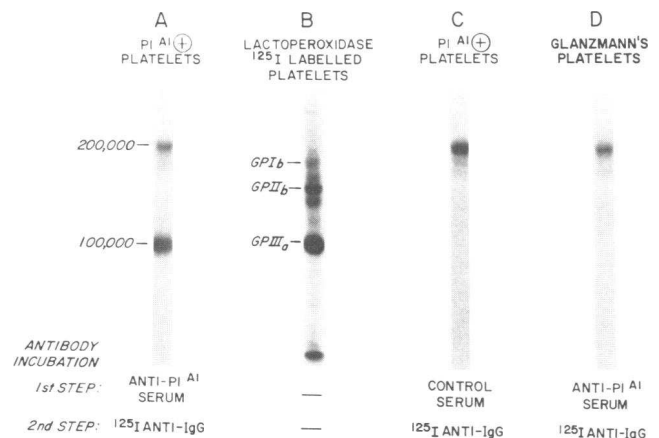 A B C D
Pl A1 ⊕ PLATELETS
LACTOPEROXIDASE 125I LABELLED PLATELETS
Pl A1 ⊕ PLATELETS
GLANZMANN'S PLATELETS
200,000
GPIb
GPIIb
100,000
GPIIIa
ANTIBODY INCUBATION
1st STEP: ANTI-Pl A1 SERUM — CONTROL SERUM ANTI-Pl A1 SERUM
2nd STEP: 125I ANTI-IgG — 125I ANTI-IgG 125I ANTI-IgG